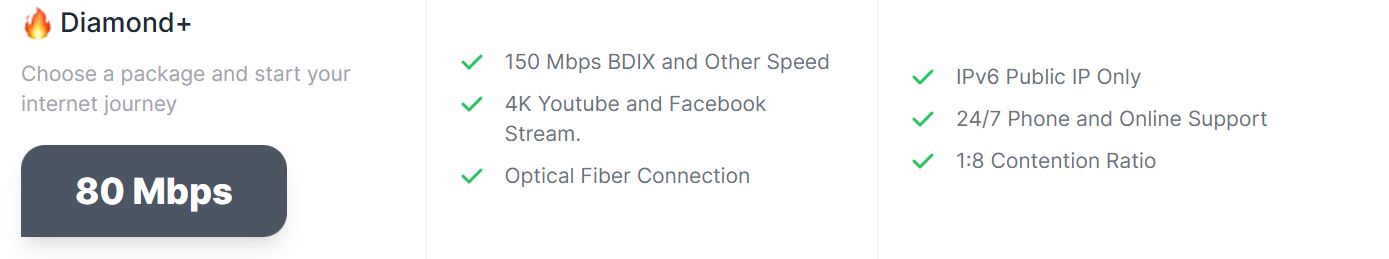 Diamond+
Choose a package and start your
internet journey
80 Mbps
150 Mbps BDIX and Other Speed
4K Youtube and Facebook
Stream.
Optical Fiber Connection
IPv6 Public IP Only
24/7 Phone and Online Support
1:8 Contention Ratio